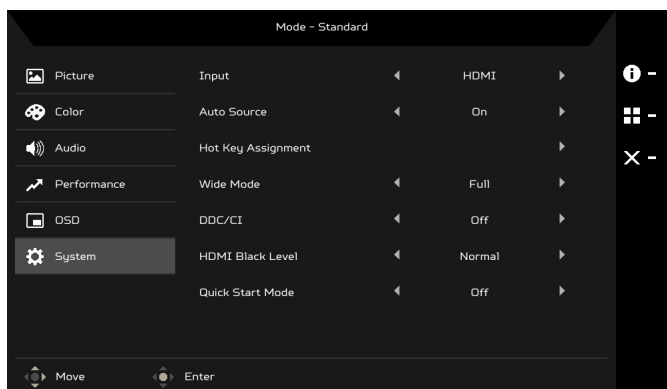 Mode - Standard
Picture
Input HDMI
Color
Auto Source On
Audio
Hot Key Assignment
Performance
Wide Mode Full
OSD
DDC/CI Off
System
HDMI Black Level Normal
Quick Start Mode Off
Move Enter